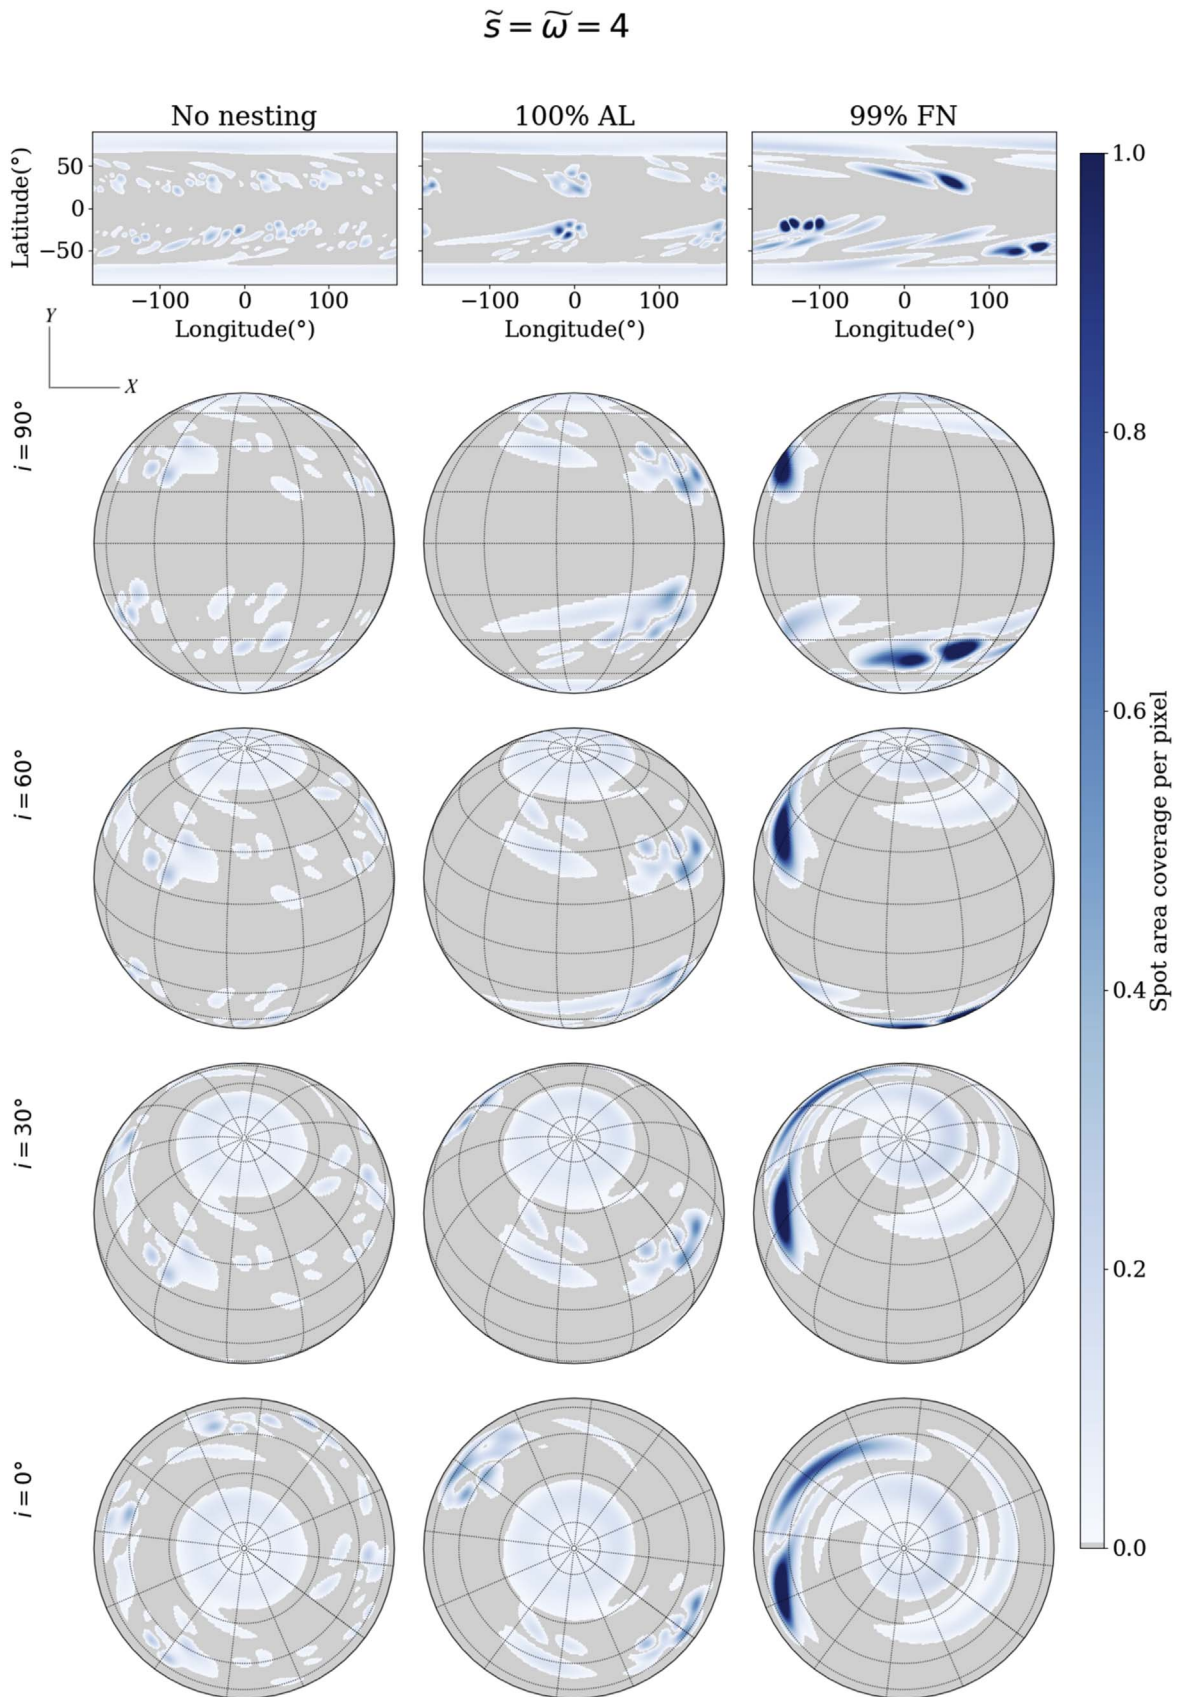 s̃ = ω̃ = 4
No nesting 100% AL 99% FN
1.0
50
0
−50
Latitude(°)
−100 0 100 −100 0 100 −100 0 100
Longitude(°) Longitude(°) Longitude(°)
Y
X
i = 90°
0.8
i = 60°
0.6
Spot area coverage per pixel
0.4
i = 30°
0.2
i = 0°
0.0